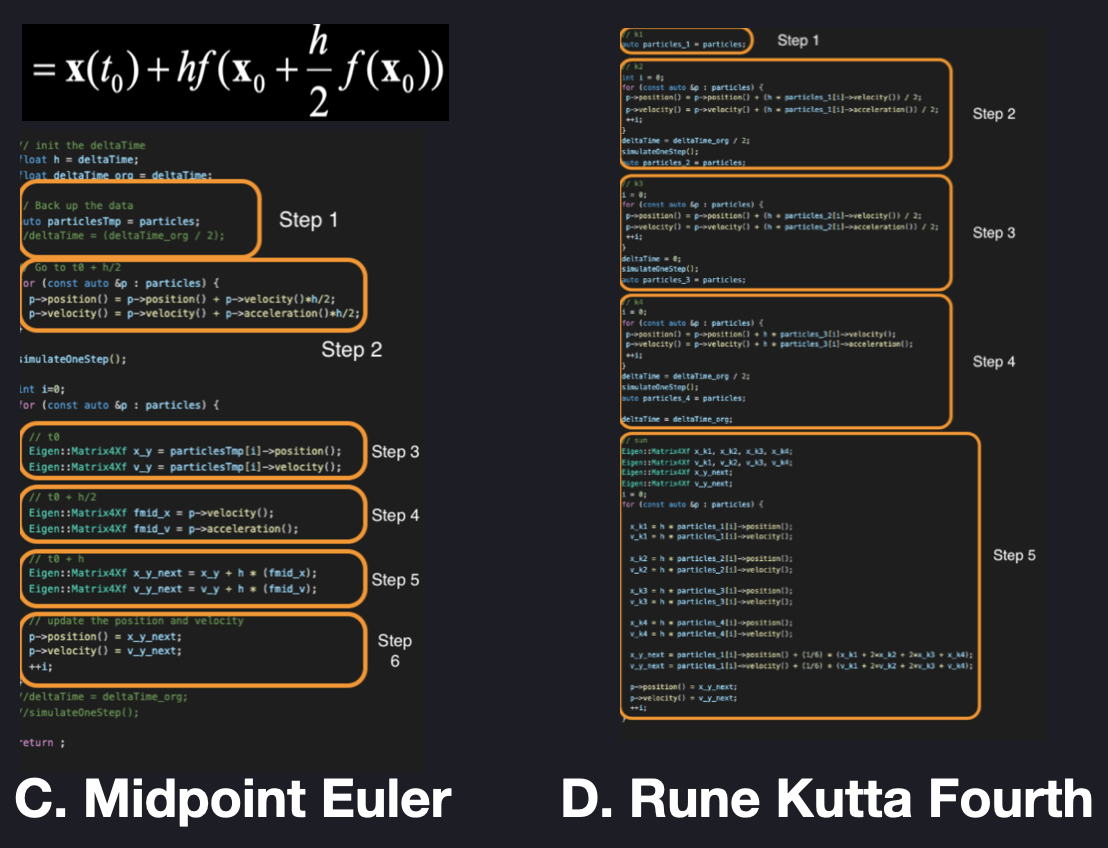 = x(t₀) + hf(x₀ + h/2 f(x₀))
// init the deltaTime
float h = deltaTime;
float deltaTime_org = deltaTime;
/ Back up the data
uto particlesTmp = particles;
/deltaTime = (deltaTime_org / 2);
Step 1
Go to t0 + h/2
or (const auto &p : particles) {
p->position() = p->position() + p->velocity()*h/2;
p->velocity() = p->velocity() + p->acceleration()*h/2;
Step 2
simulateOneStep();
int i=0;
for (const auto &p : particles) {
// t0
Eigen::Matrix4Xf x_y = particlesTmp[i]->position();
Eigen::Matrix4Xf v_y = particlesTmp[i]->velocity();
Step 3
// t0 + h/2
Eigen::Matrix4Xf fmid_x = p->velocity();
Eigen::Matrix4Xf fmid_v = p->acceleration();
Step 4
// t0 + h
Eigen::Matrix4Xf x_y_next = x_y + h * (fmid_x);
Eigen::Matrix4Xf v_y_next = v_y + h * (fmid_v);
Step 5
// update the position and velocity
p->position() = x_y_next;
p->velocity() = v_y_next;
++i;
Step
6
//deltaTime = deltaTime_org;
//simulateOneStep();
return ;
C. Midpoint Euler
/ k1
auto particles_1 = particles;
Step 1
/ k2
int i = 0;
for (const auto &p : particles) {
p->position() = p->position() + (h * particles_1[i]->velocity()) / 2;
p->velocity() = p->velocity() + (h * particles_1[i]->acceleration()) / 2;
++i;
}
deltaTime = deltaTime_org / 2;
simulateOneStep();
auto particles_2 = particles;
Step 2
/ k3
i = 0;
for (const auto &p : particles) {
p->position() = p->position() + (h * particles_2[i]->velocity()) / 2;
p->velocity() = p->velocity() + (h * particles_2[i]->acceleration()) / 2;
++i;
}
deltaTime = 0;
simulateOneStep();
auto particles_3 = particles;
Step 3
/ k4
i = 0;
for (const auto &p : particles) {
p->position() = p->position() + h * particles_3[i]->velocity();
p->velocity() = p->velocity() + h * particles_3[i]->acceleration();
++i;
}
deltaTime = deltaTime_org / 2;
simulateOneStep();
auto particles_4 = particles;
deltaTime = deltaTime_org;
Step 4
/ sum
Eigen::Matrix4Xf x_k1, x_k2, x_k3, x_k4;
Eigen::Matrix4Xf v_k1, v_k2, v_k3, v_k4;
Eigen::Matrix4Xf x_y_next;
Eigen::Matrix4Xf v_y_next;
i = 0;
for (const auto &p : particles) {
x_k1 = h * particles_1[i]->position();
v_k1 = h * particles_1[i]->velocity();
x_k2 = h * particles_2[i]->position();
v_k2 = h * particles_2[i]->velocity();
x_k3 = h * particles_3[i]->position();
v_k3 = h * particles_3[i]->velocity();
x_k4 = h * particles_4[i]->position();
v_k4 = h * particles_4[i]->velocity();
x_y_next = particles_1[i]->position() + (1/6) * (x_k1 + 2*x_k2 + 2*x_k3 + x_k4);
v_y_next = particles_1[i]->velocity() + (1/6) * (v_k1 + 2*v_k2 + 2*v_k3 + v_k4);
p->position() = x_y_next;
p->velocity() = v_y_next;
++i;
}
Step 5
D. Rune Kutta Fourth